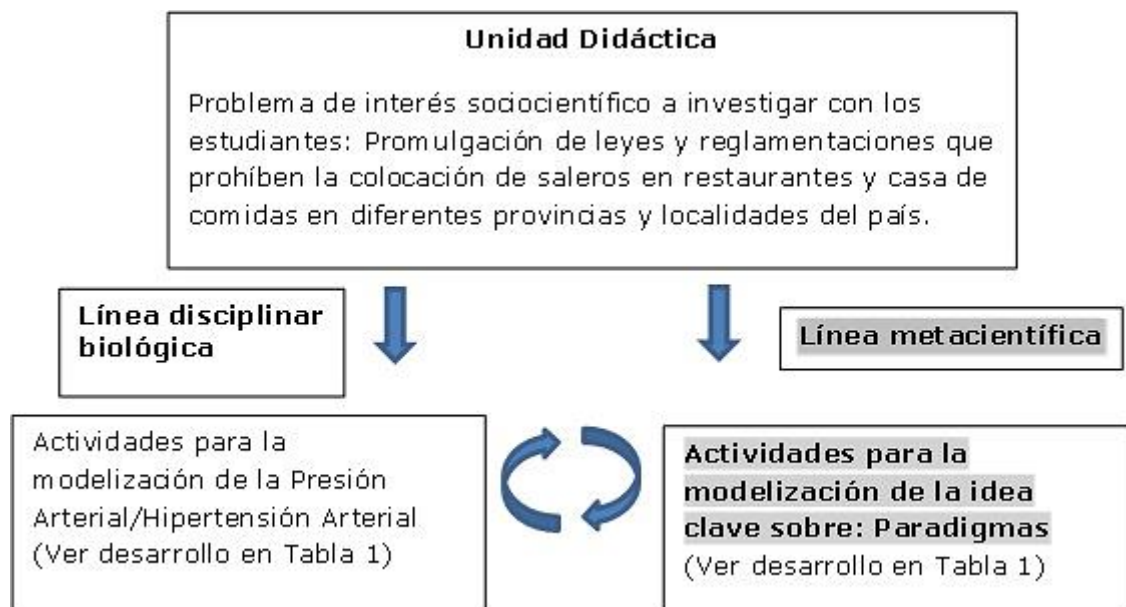 Unidad Didáctica
Problema de interés sociocientífico a investigar con los
estudiantes: Promulgación de leyes y reglamentaciones que
prohíben la colocación de saleros en restaurantes y casa de
comidas en diferentes provincias y localidades del país.
Línea disciplinar
biológica
Línea metacientífica
Actividades para la
modelización de la Presión
Arterial/Hipertensión Arterial
(Ver desarrollo en Tabla 1)
Actividades para la
modelización de la idea
clave sobre: Paradigmas
(Ver desarrollo en Tabla 1)